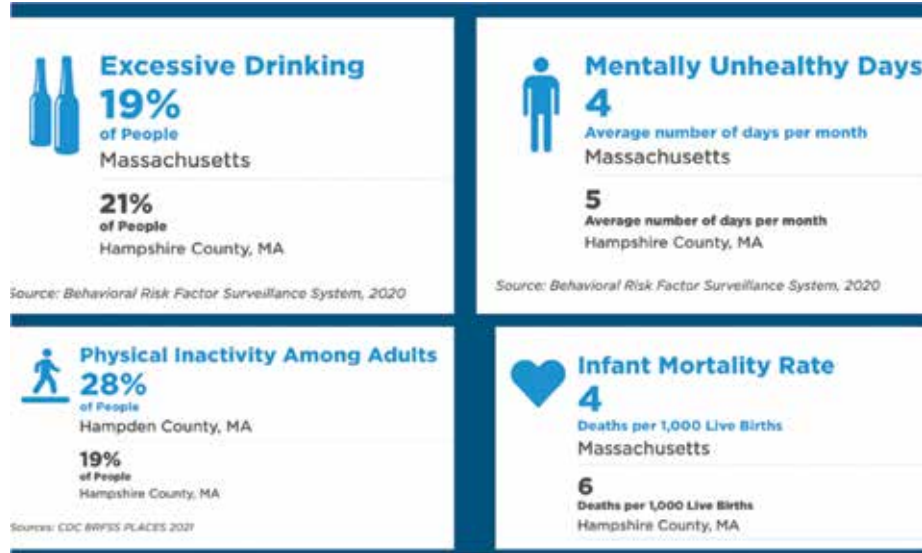 Excessive Drinking
19%
of People
Massachusetts
21%
of People
Hampshire County, MA
Source: Behavioral Risk Factor Surveillance System, 2020
Mentally Unhealthy Days
4
Average number of days per month
Massachusetts
5
Average number of days per month
Hampshire County, MA
Source: Behavioral Risk Factor Surveillance System, 2020
Physical Inactivity Among Adults
28%
of People
Hampden County, MA
19%
of People
Hampshire County, MA
Sources: CDC BRFSS PLACES 2021
Infant Mortality Rate
4
Deaths per 1,000 Live Births
Massachusetts
6
Deaths per 1,000 Live Births
Hampshire County, MA